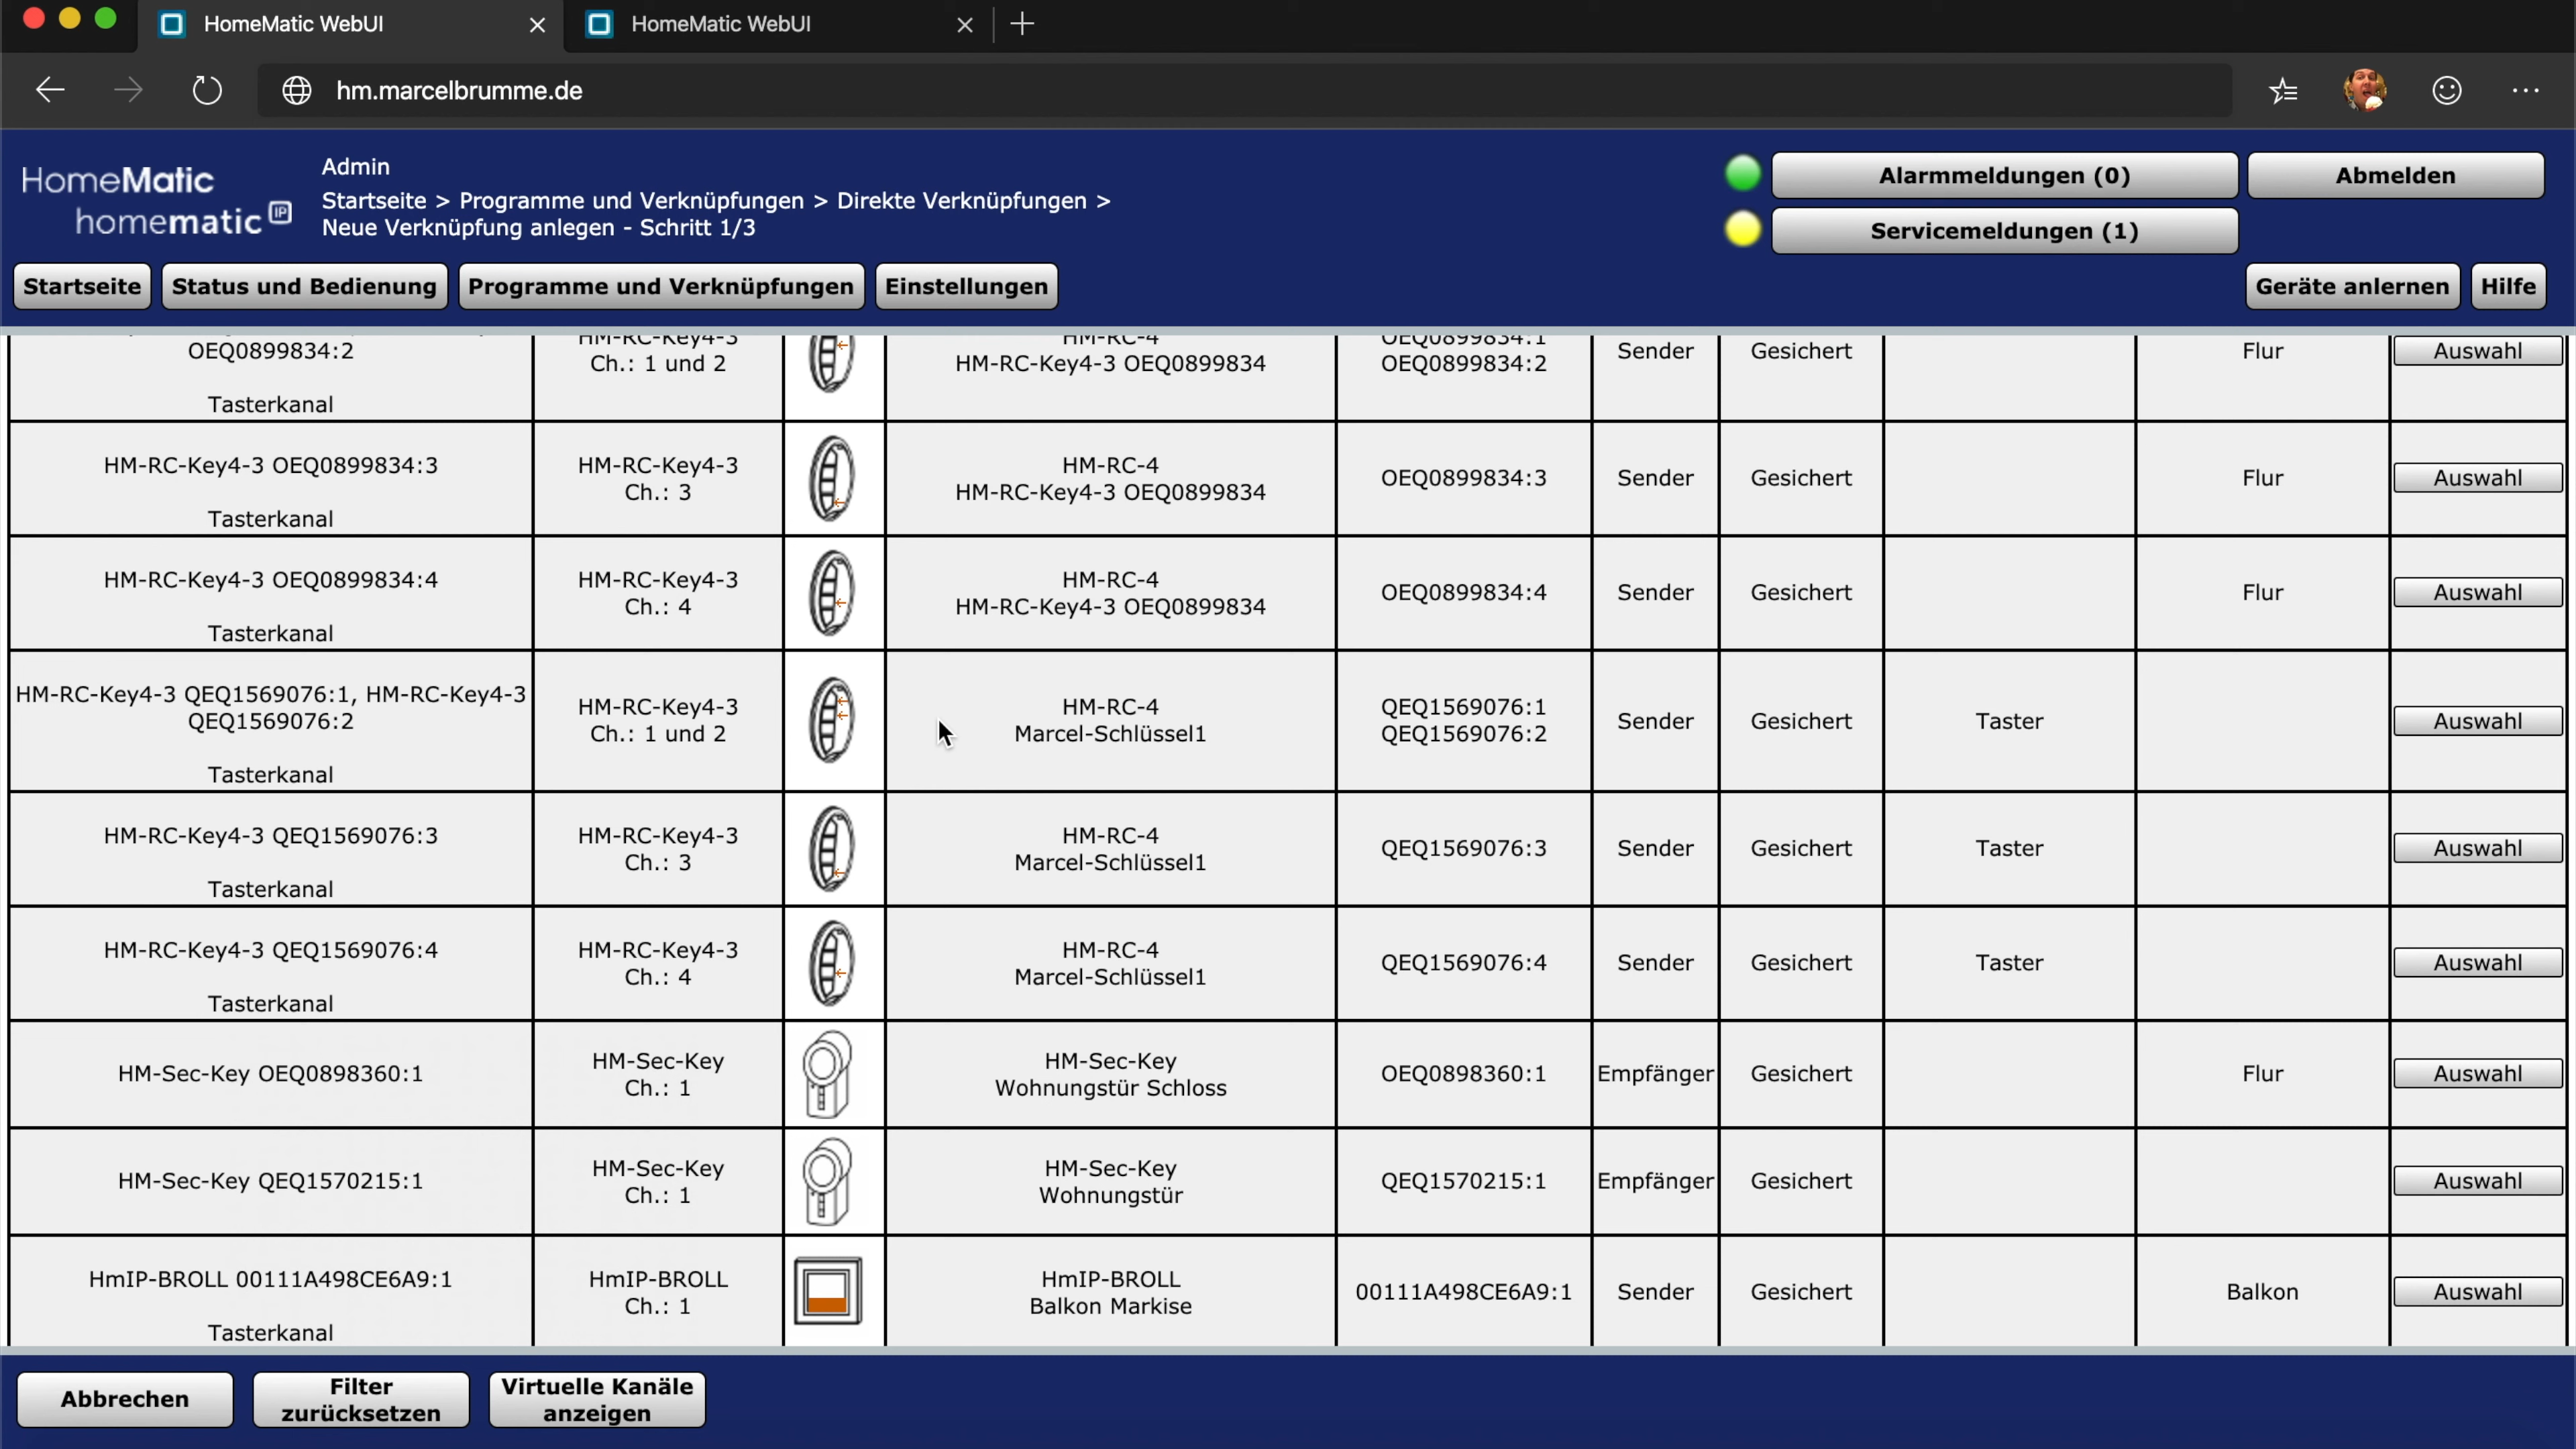 HomeMatic WebUI
HomeMatic WebUI
hm.marcelbrumme.de
HomeMatic
homematic IP
Admin
Startseite > Programme und Verknüpfungen > Direkte Verknüpfungen >
Neue Verknüpfung anlegen - Schritt 1/3
Alarmmeldungen (0)
Abmelden
Servicemeldungen (1)
Startseite
Status und Bedienung
Programme und Verknüpfungen
Einstellungen
Geräte anlernen
Hilfe
OEQ0899834:2
Tasterkanal
HM-RC-Key4-3
Ch.: 1 und 2
HM-RC-4
HM-RC-Key4-3 OEQ0899834
OEQ0899834:1
OEQ0899834:2
Sender
Gesichert
Flur
Auswahl
HM-RC-Key4-3 OEQ0899834:3
Tasterkanal
HM-RC-Key4-3
Ch.: 3
HM-RC-4
HM-RC-Key4-3 OEQ0899834
OEQ0899834:3
Sender
Gesichert
Flur
Auswahl
HM-RC-Key4-3 OEQ0899834:4
Tasterkanal
HM-RC-Key4-3
Ch.: 4
HM-RC-4
HM-RC-Key4-3 OEQ0899834
OEQ0899834:4
Sender
Gesichert
Flur
Auswahl
HM-RC-Key4-3 QEQ1569076:1, HM-RC-Key4-3
QEQ1569076:2
Tasterkanal
HM-RC-Key4-3
Ch.: 1 und 2
HM-RC-4
Marcel-Schlüssel1
QEQ1569076:1
QEQ1569076:2
Sender
Gesichert
Taster
Auswahl
HM-RC-Key4-3 QEQ1569076:3
Tasterkanal
HM-RC-Key4-3
Ch.: 3
HM-RC-4
Marcel-Schlüssel1
QEQ1569076:3
Sender
Gesichert
Taster
Auswahl
HM-RC-Key4-3 QEQ1569076:4
Tasterkanal
HM-RC-Key4-3
Ch.: 4
HM-RC-4
Marcel-Schlüssel1
QEQ1569076:4
Sender
Gesichert
Taster
Auswahl
HM-Sec-Key OEQ0898360:1
HM-Sec-Key
Ch.: 1
HM-Sec-Key
Wohnungstür Schloss
OEQ0898360:1
Empfänger
Gesichert
Flur
Auswahl
HM-Sec-Key QEQ1570215:1
HM-Sec-Key
Ch.: 1
HM-Sec-Key
Wohnungstür
QEQ1570215:1
Empfänger
Gesichert
Auswahl
HmIP-BROLL 00111A498CE6A9:1
Tasterkanal
HmIP-BROLL
Ch.: 1
HmIP-BROLL
Balkon Markise
00111A498CE6A9:1
Sender
Gesichert
Balkon
Auswahl
Abbrechen
Filter
zurücksetzen
Virtuelle Kanäle
anzeigen